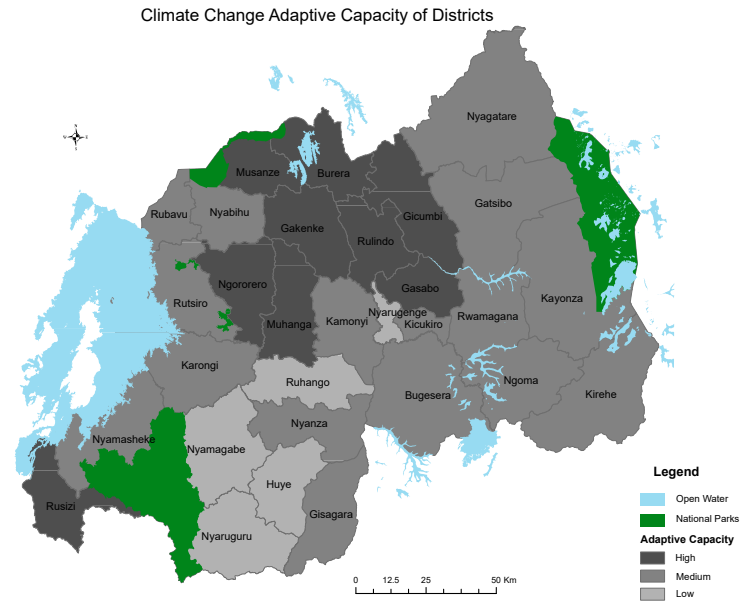 Climate Change Adaptive Capacity of Districts
Nyagatare
Musanze
Burera
Rubavu
Nyabihu
Gatsibo
Gicumbi
Gakenke
Rulindo
Ngororero
Gasabo
Kayonza
Rutsiro
Nyarugenge
Rwamagana
Muhanga
Kamonyi
Kicukiro
Karongi
Ruhango
Ngoma
Kirehe
Bugesera
Nyanza
Nyamasheke
Nyamagabe
Huye
Rusizi
Gisagara
Nyaruguru
N
W
E
S
Legend
Open Water
National Parks
Adaptive Capacity
High
Medium
Low
0 12.5 25 50 Km